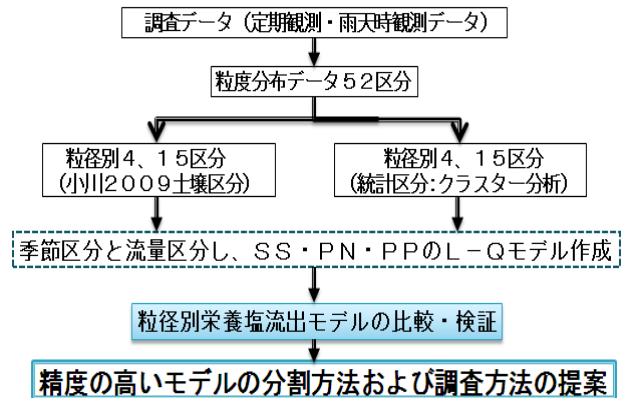 調査データ（定期観測・雨天時観測データ）
粒度分布データ５２区分
粒径別４、１５区分
(小川２００９土壌区分)
粒径別４、１５区分
(統計区分:クラスター分析)
季節区分と流量区分し、ＳＳ・ＰＮ・ＰＰのＬ－Ｑモデル作成
粒径別栄養塩流出モデルの比較・検証
精度の高いモデルの分割方法および調査方法の提案